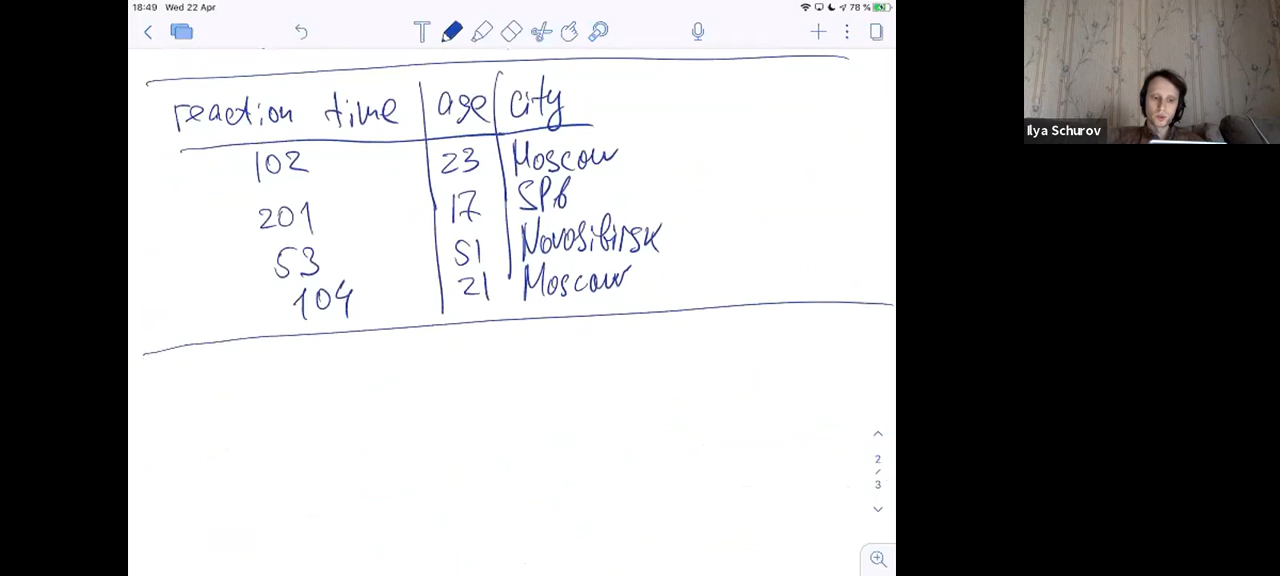 18:49 Wed 22 Apr 78 %
T
reaction time age city
102 23 Moscow
201 17 SPb
53 51 Novosibirsk
104 21 Moscow
2
/
3
Ilya Schurov